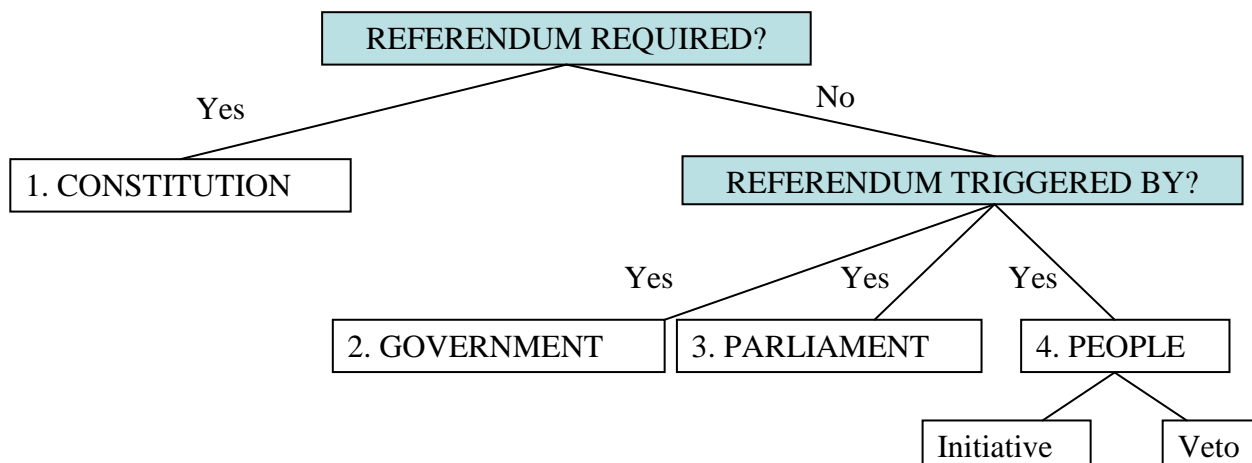 REFERENDUM REQUIRED?
Yes
No
1. CONSTITUTION
REFERENDUM TRIGGERED BY?
Yes
Yes
Yes
2. GOVERNMENT
3. PARLIAMENT
4. PEOPLE
Initiative
Veto